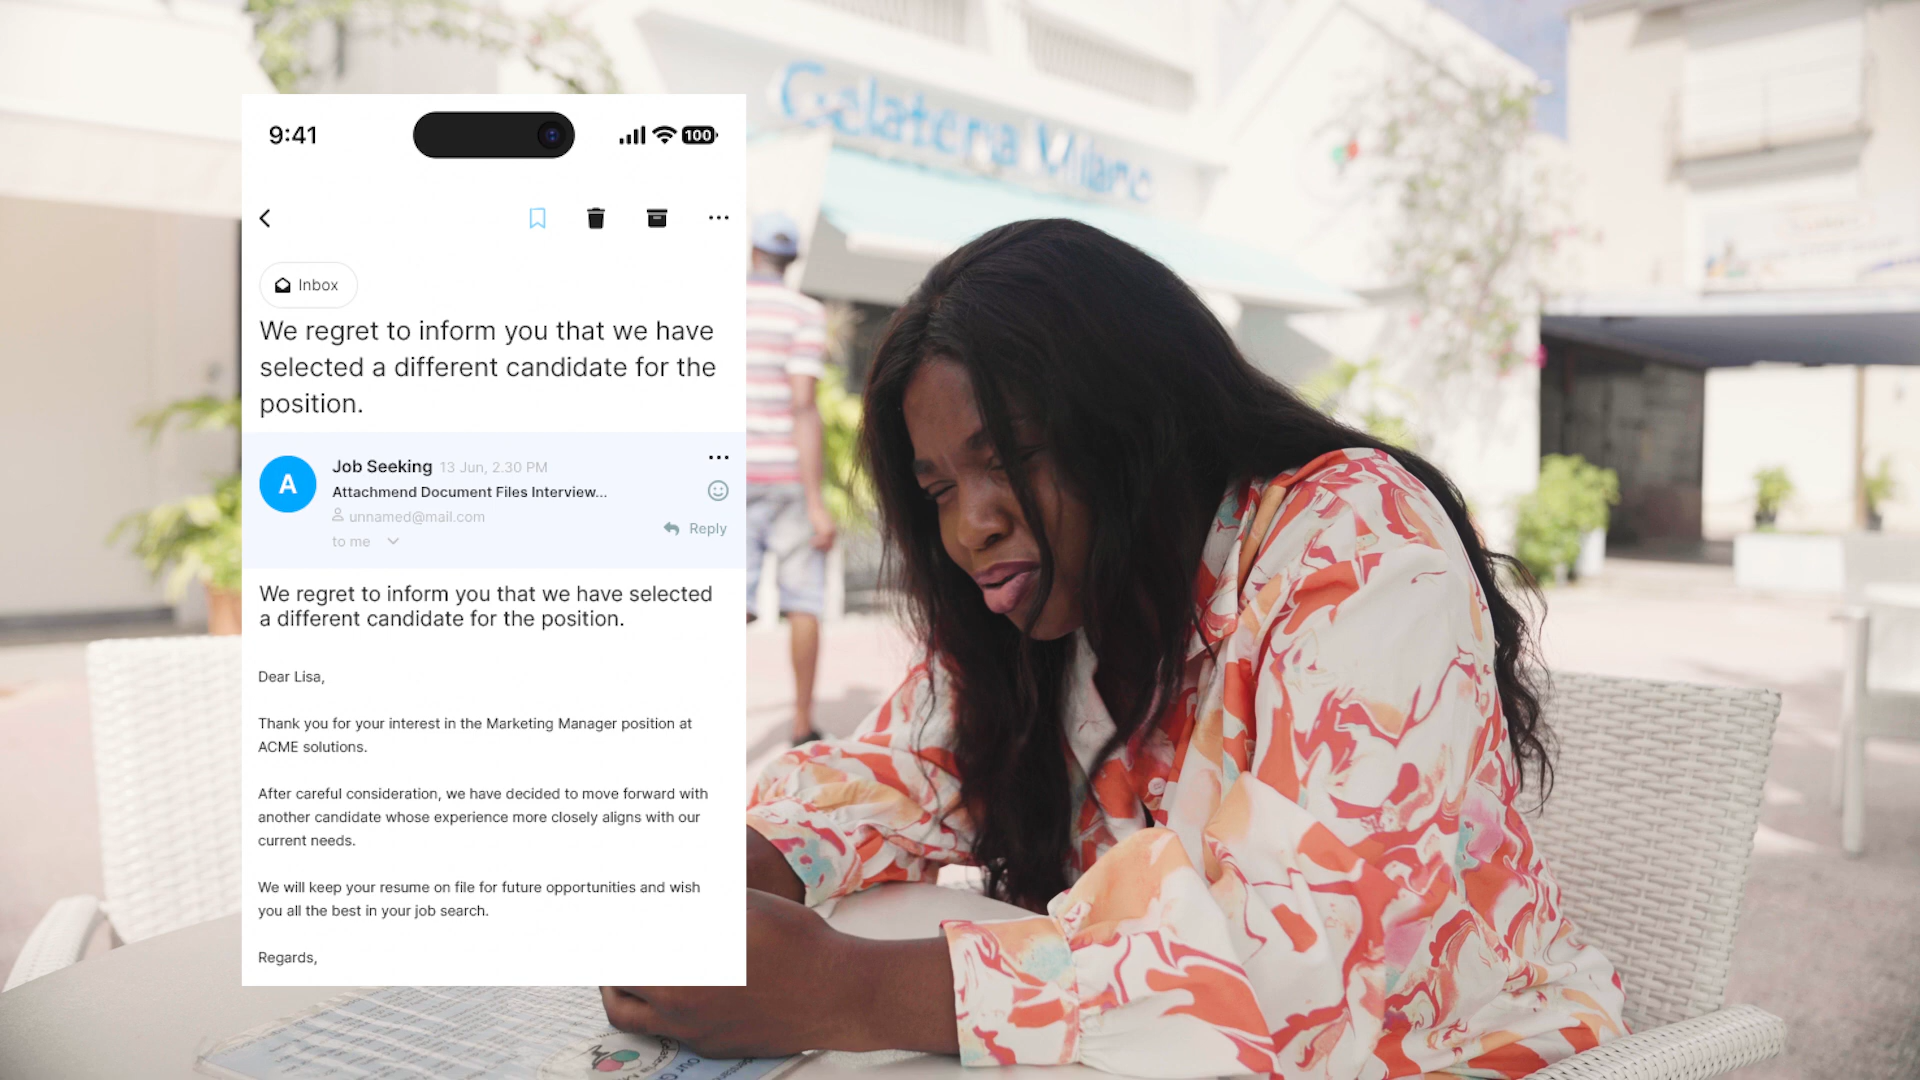 Gelateria Milano
9:41
100
Inbox
We regret to inform you that we have
selected a different candidate for the
position.
A
Job Seeking 13 Jun, 2.30 PM
Attachmend Document Files Interview...
unnamed@mail.com
to me
Reply
We regret to inform you that we have selected
a different candidate for the position.
Dear Lisa,
Thank you for your interest in the Marketing Manager position at
ACME solutions.
After careful consideration, we have decided to move forward with
another candidate whose experience more closely aligns with our
current needs.
We will keep your resume on file for future opportunities and wish
you all the best in your job search.
Regards,